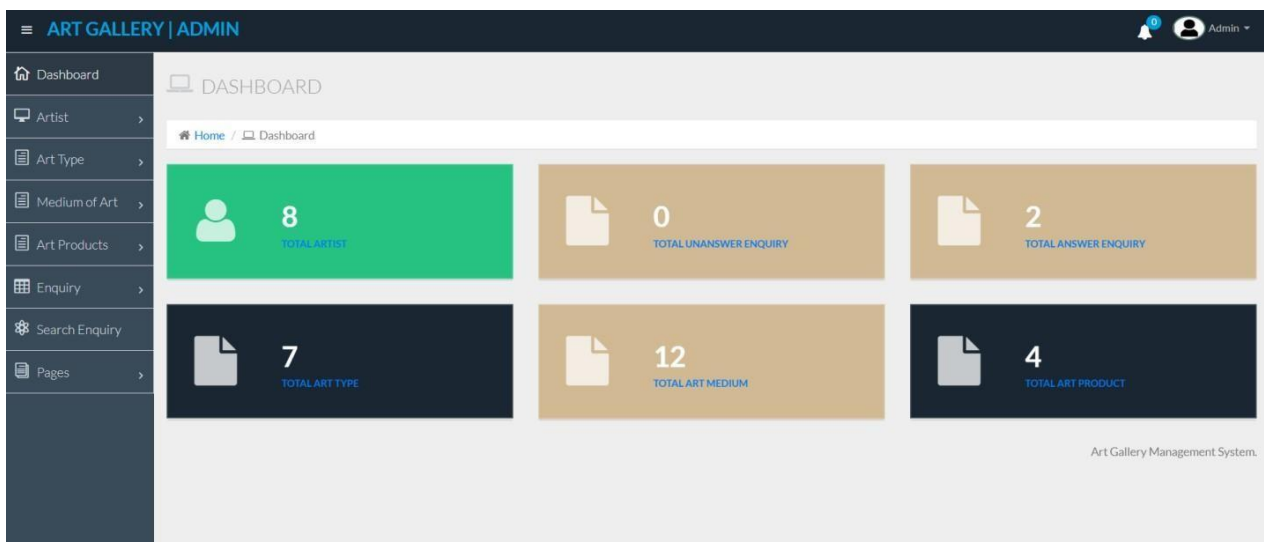 ART GALLERY | ADMIN
0
Admin
Dashboard
Artist
Art Type
Medium of Art
Art Products
Enquiry
Search Enquiry
Pages
DASHBOARD
Home / Dashboard
8
TOTAL ARTIST
0
TOTAL UNANSWER ENQUIRY
2
TOTAL ANSWER ENQUIRY
7
TOTAL ART TYPE
12
TOTAL ART MEDIUM
4
TOTAL ART PRODUCT
Art Gallery Management System.